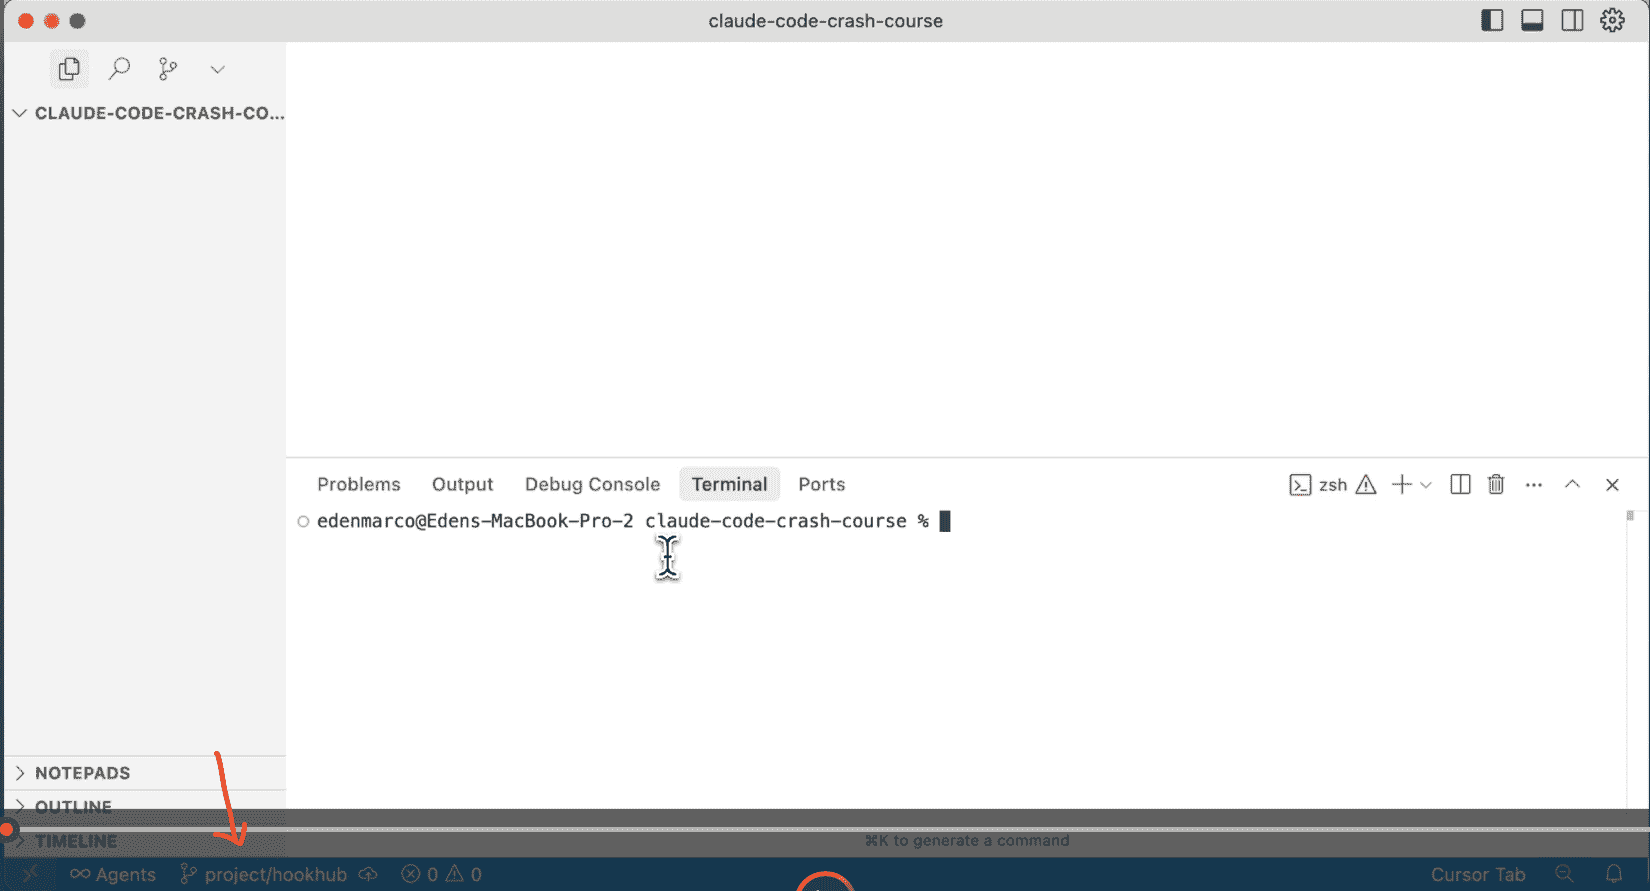 claude-code-crash-course
CLAUDE-CODE-CRASH-CO...
Problems Output Debug Console Terminal Ports
zsh
edenmarco@Edens-MacBook-Pro-2 claude-code-crash-course %
NOTEPADS
OUTLINE
TIMELINE
⌘K to generate a command
Agents project/hookhub 0 0 Cursor Tab